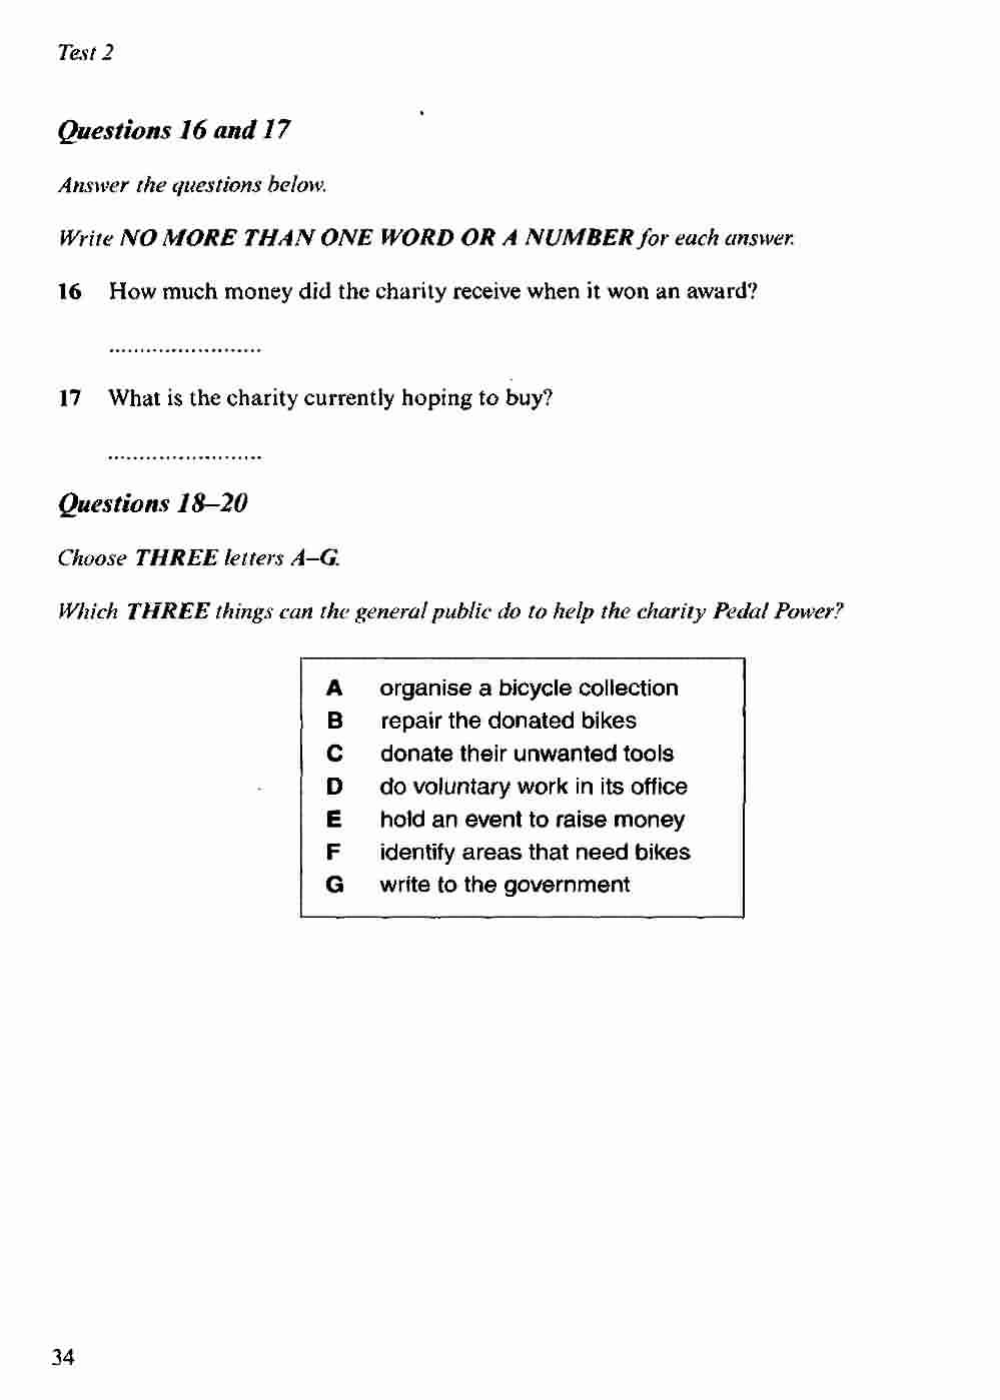 Test 2
Questions 16 and 17
Answer the questions below.
Write NO MORE THAN ONE WORD OR A NUMBER for each answer.
16 How much money did the charity receive when it won an award?
........................
17 What is the charity currently hoping to buy?
........................
Questions 18–20
Choose THREE letters A–G.
Which THREE things can the general public do to help the charity Pedal Power?
A organise a bicycle collection
B repair the donated bikes
C donate their unwanted tools
D do voluntary work in its office
E hold an event to raise money
F identify areas that need bikes
G write to the government
34